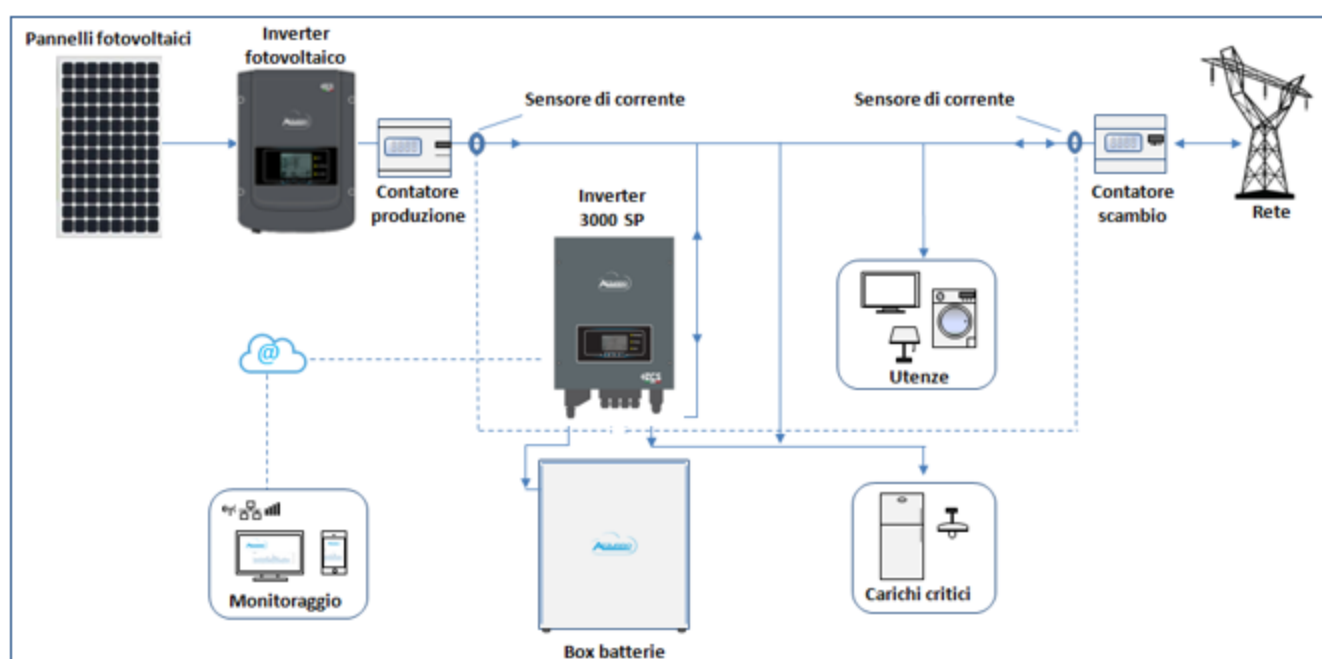 Pannelli fotovoltaici
Inverter
fotovoltaico
Sensore di corrente
Sensore di corrente
Contatore
produzione
Inverter
3000 SP
Contatore
scambio
Rete
@
Utenze
Monitoraggio
Carichi critici
Box batterie